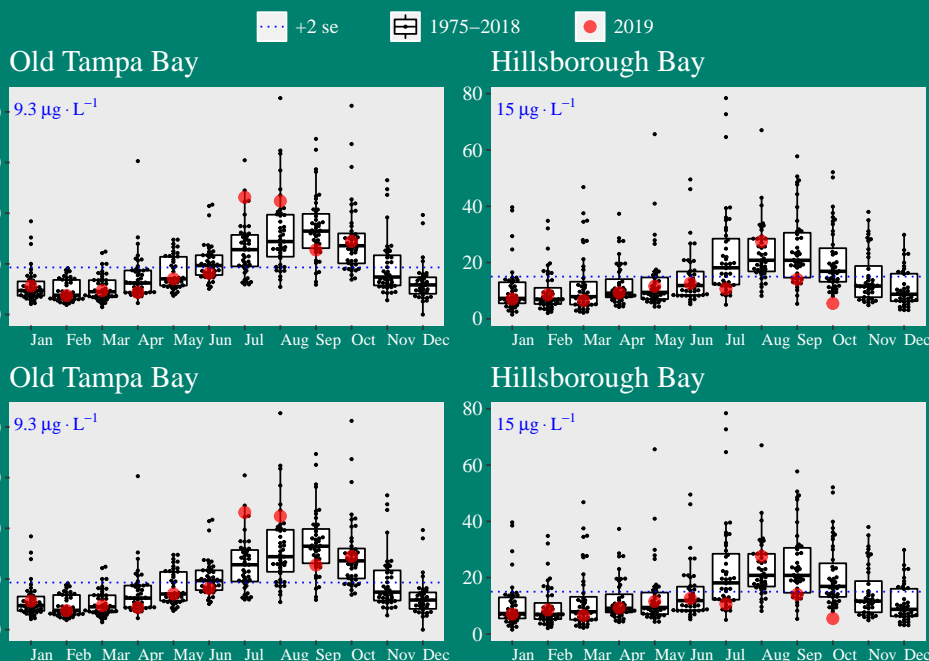 +2 se 1975–2018 2019
Old Tampa Bay Hillsborough Bay
9.3 µg · L⁻¹
15 µg · L⁻¹
80
60
40
20
0
Jan Feb Mar Apr May Jun Jul Aug Sep Oct Nov Dec
Jan Feb Mar Apr May Jun Jul Aug Sep Oct Nov Dec
Old Tampa Bay Hillsborough Bay
9.3 µg · L⁻¹
15 µg · L⁻¹
80
60
40
20
0
Jan Feb Mar Apr May Jun Jul Aug Sep Oct Nov Dec
Jan Feb Mar Apr May Jun Jul Aug Sep Oct Nov Dec